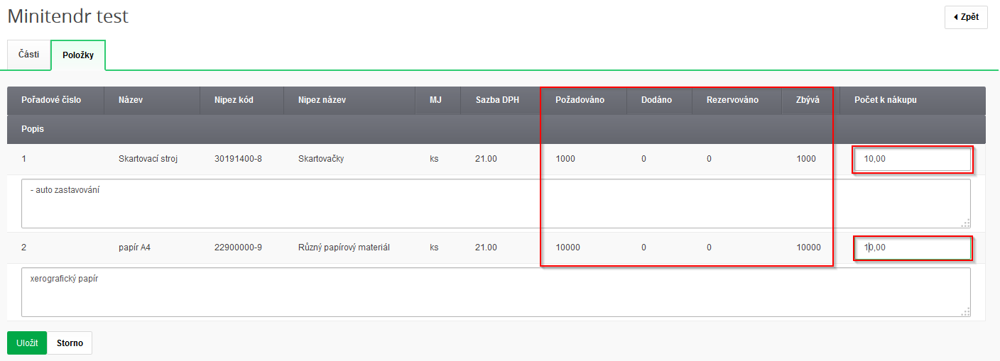 Minitendr test
Zpět
Části Položky
Pořadové číslo Název Nipez kód Nipez název MJ Sazba DPH Požadováno Dodáno Rezervováno Zbývá Počet k nákupu
Popis
1 Skartovací stroj 30191400-8 Skartovačky ks 21.00 1000 0 0 1000 10,00
- auto zastavování
2 papír A4 22900000-9 Různý papírový materiál ks 21.00 10000 0 0 10000 10,00
xerografický papír
Uložit Storno